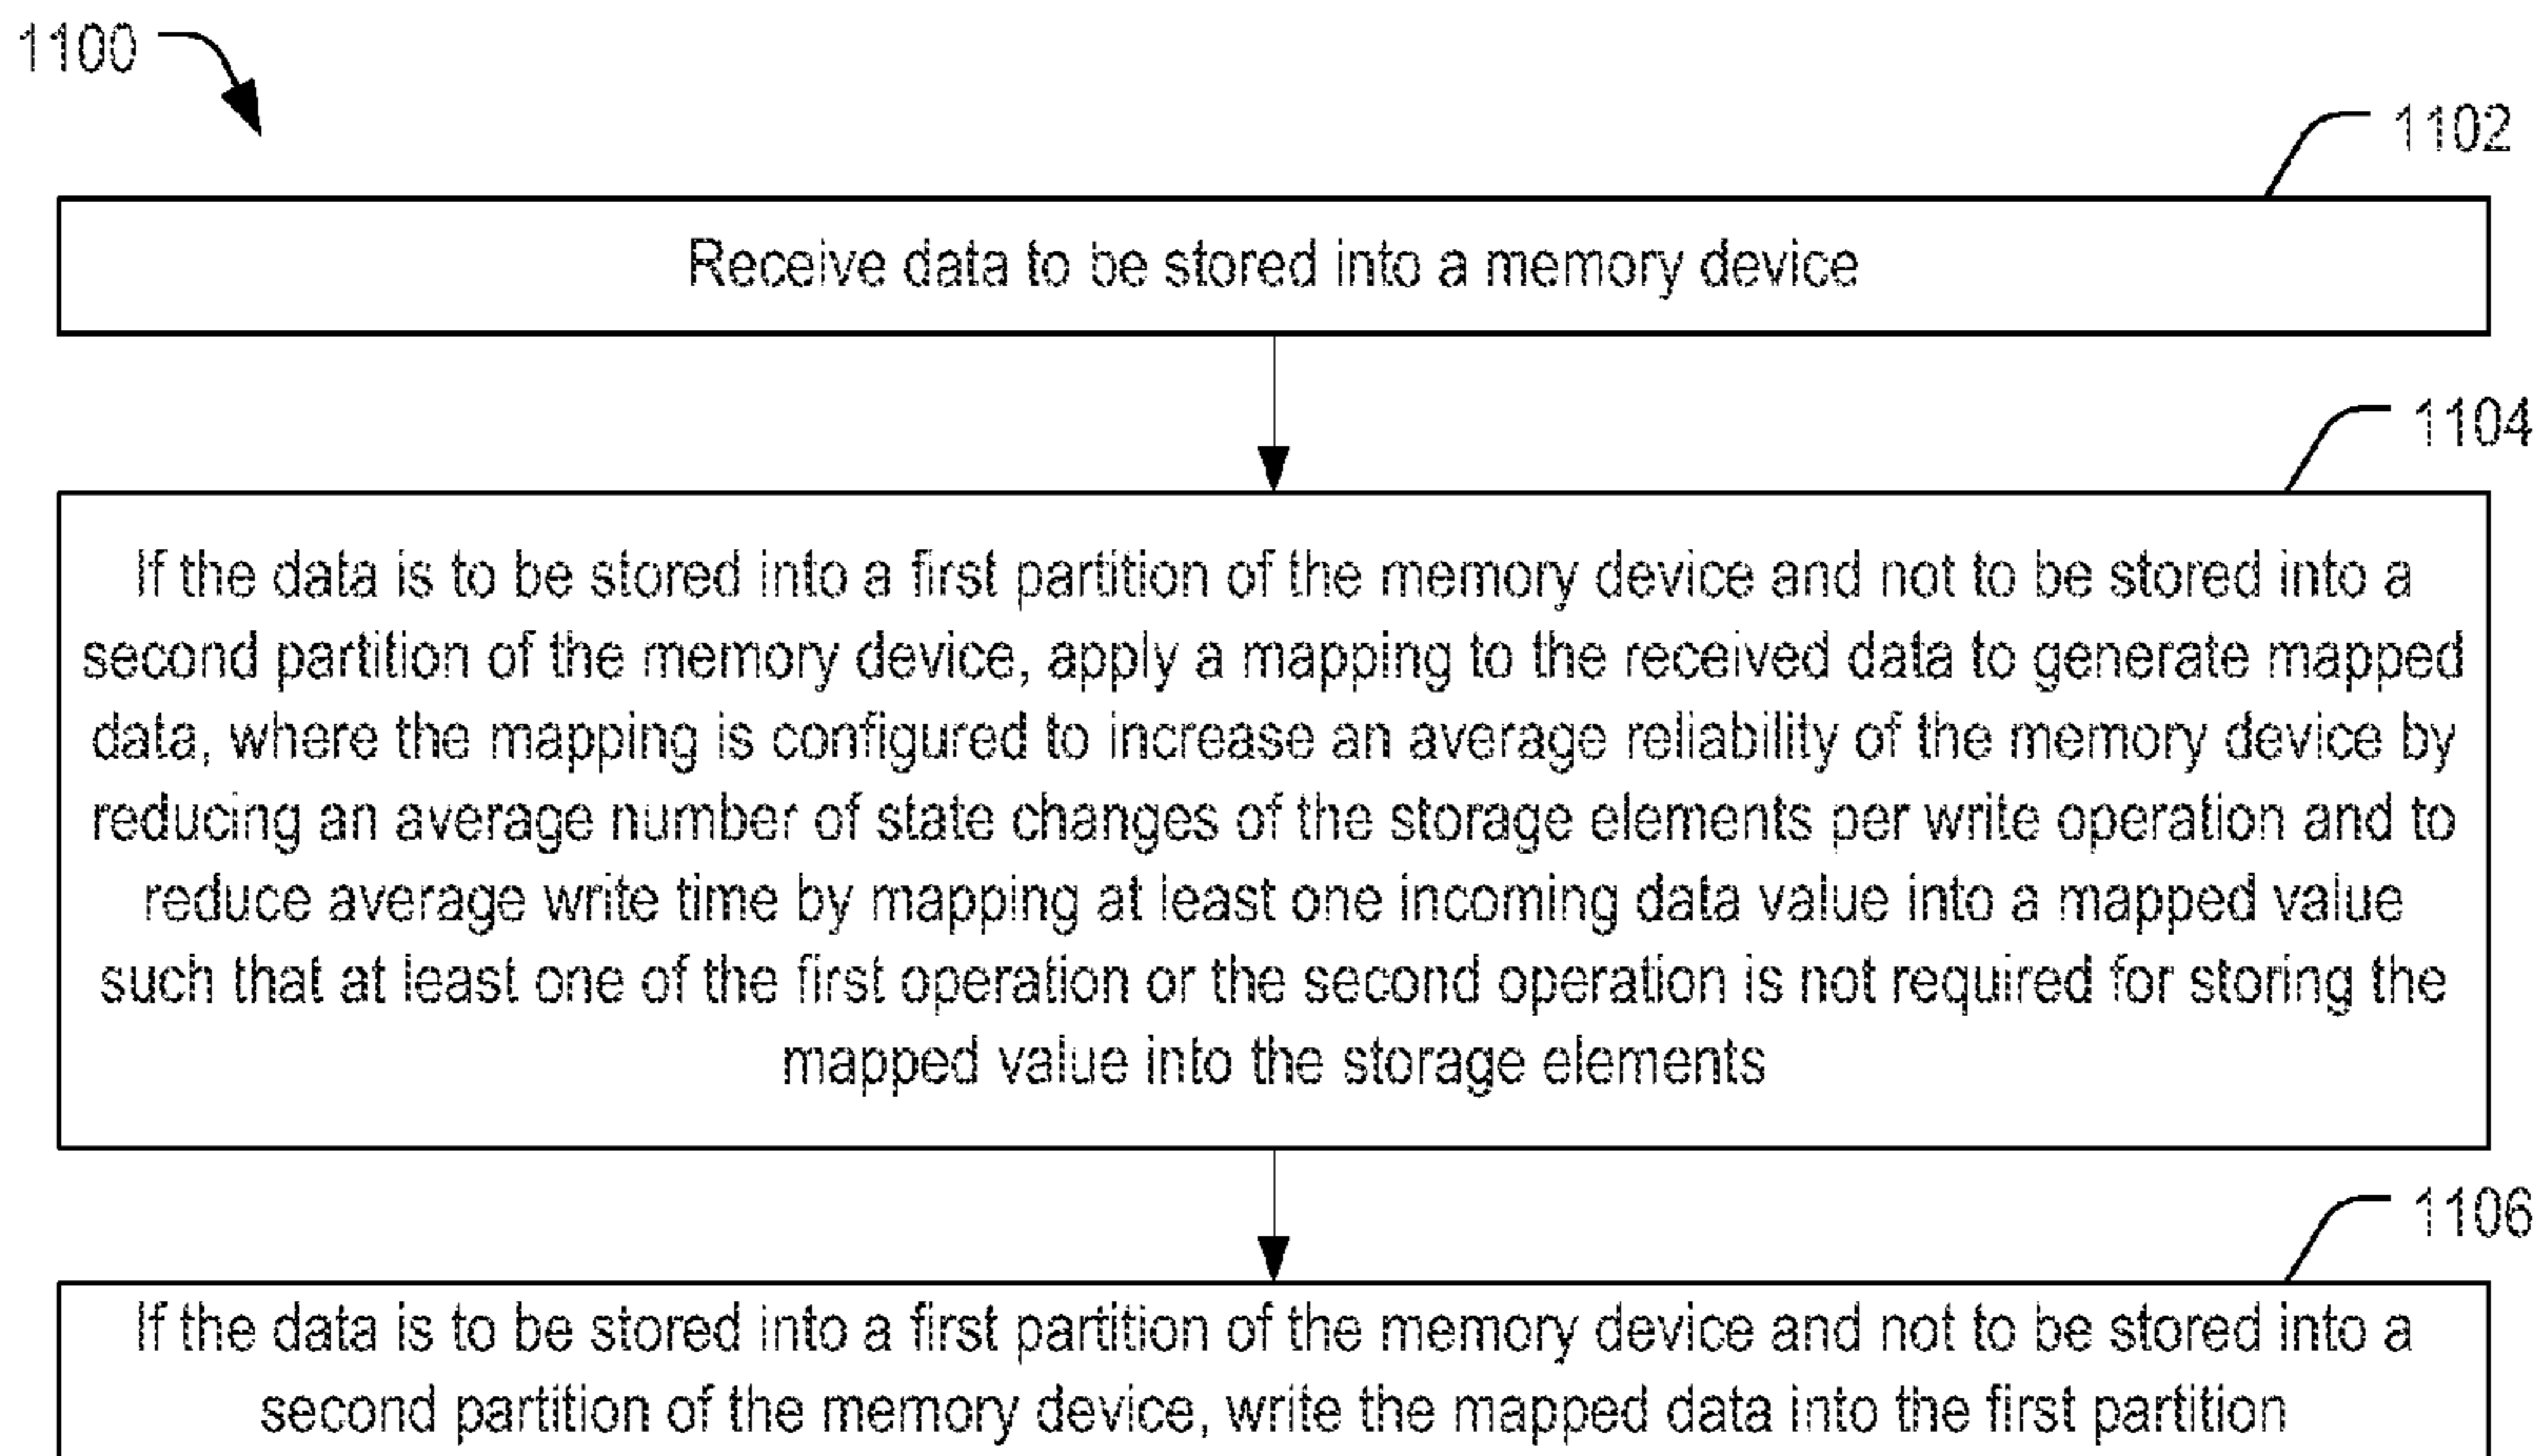 1100
1102
Receive data to be stored into a memory device
1104
If the data is to be stored into a first partition of the memory device and not to be stored into a
second partition of the memory device, apply a mapping to the received data to generate mapped
data, where the mapping is configured to increase an average reliability of the memory device by
reducing an average number of state changes of the storage elements per write operation and to
reduce average write time by mapping at least one incoming data value into a mapped value
such that at least one of the first operation or the second operation is not required for storing the
mapped value into the storage elements
1106
If the data is to be stored into a first partition of the memory device and not to be stored into a
second partition of the memory device, write the mapped data into the first partition